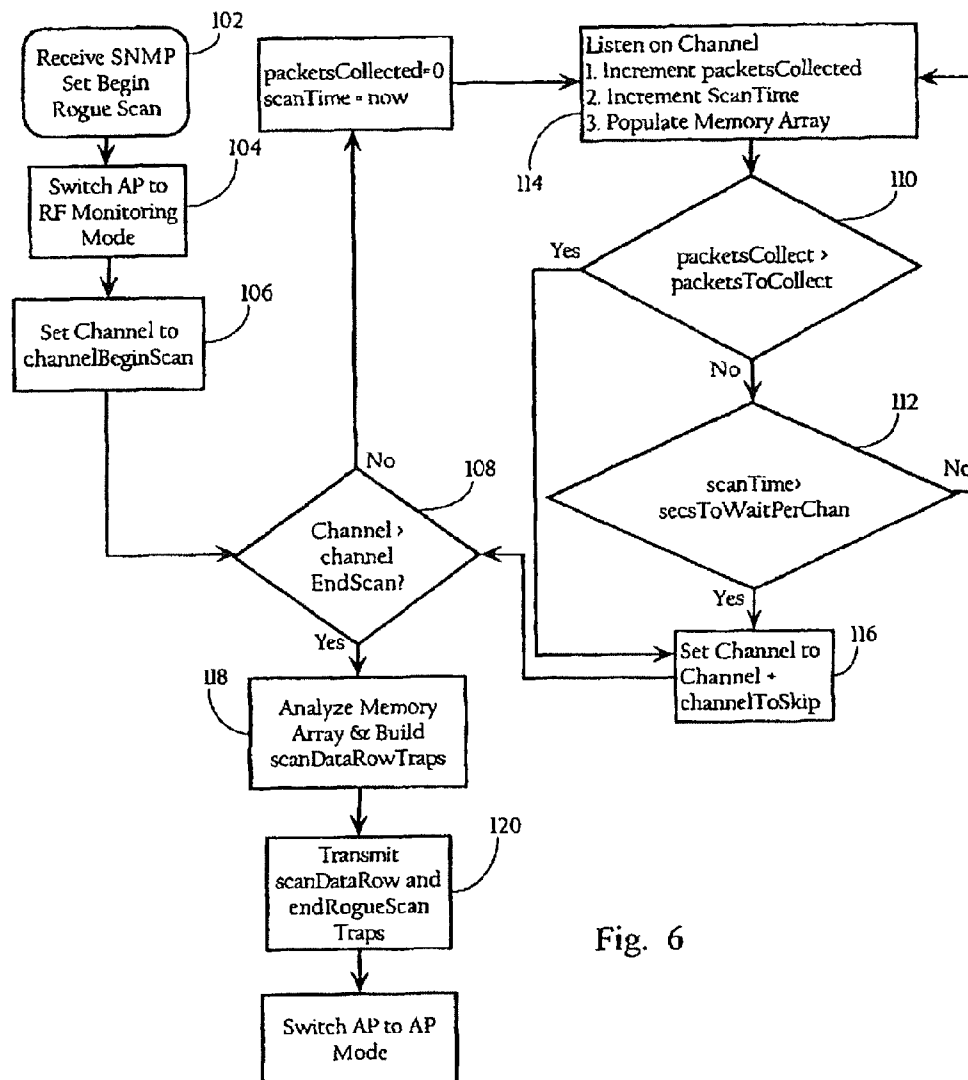 102
Receive SNMP
Set Begin
Rogue Scan
104
Switch AP to
RF Monitoring
Mode
106
Set Channel to
channelBeginScan
packetsCollected=0
scanTime = now
Listen on Channel
1. Increment packetsCollected
2. Increment ScanTime
3. Populate Memory Array
114
110
Yes
packetsCollect >
packetsToCollect
No
112
scanTime>
secsToWaitPerChan
No
Yes
116
Set Channel to
Channel +
channelToSkip
No
108
Channel >
channel
EndScan?
Yes
118
Analyze Memory
Array & Build
scanDataRowTraps
120
Transmit
scanDataRow and
endRogueScan
Traps
Switch AP to AP
Mode
Fig. 6